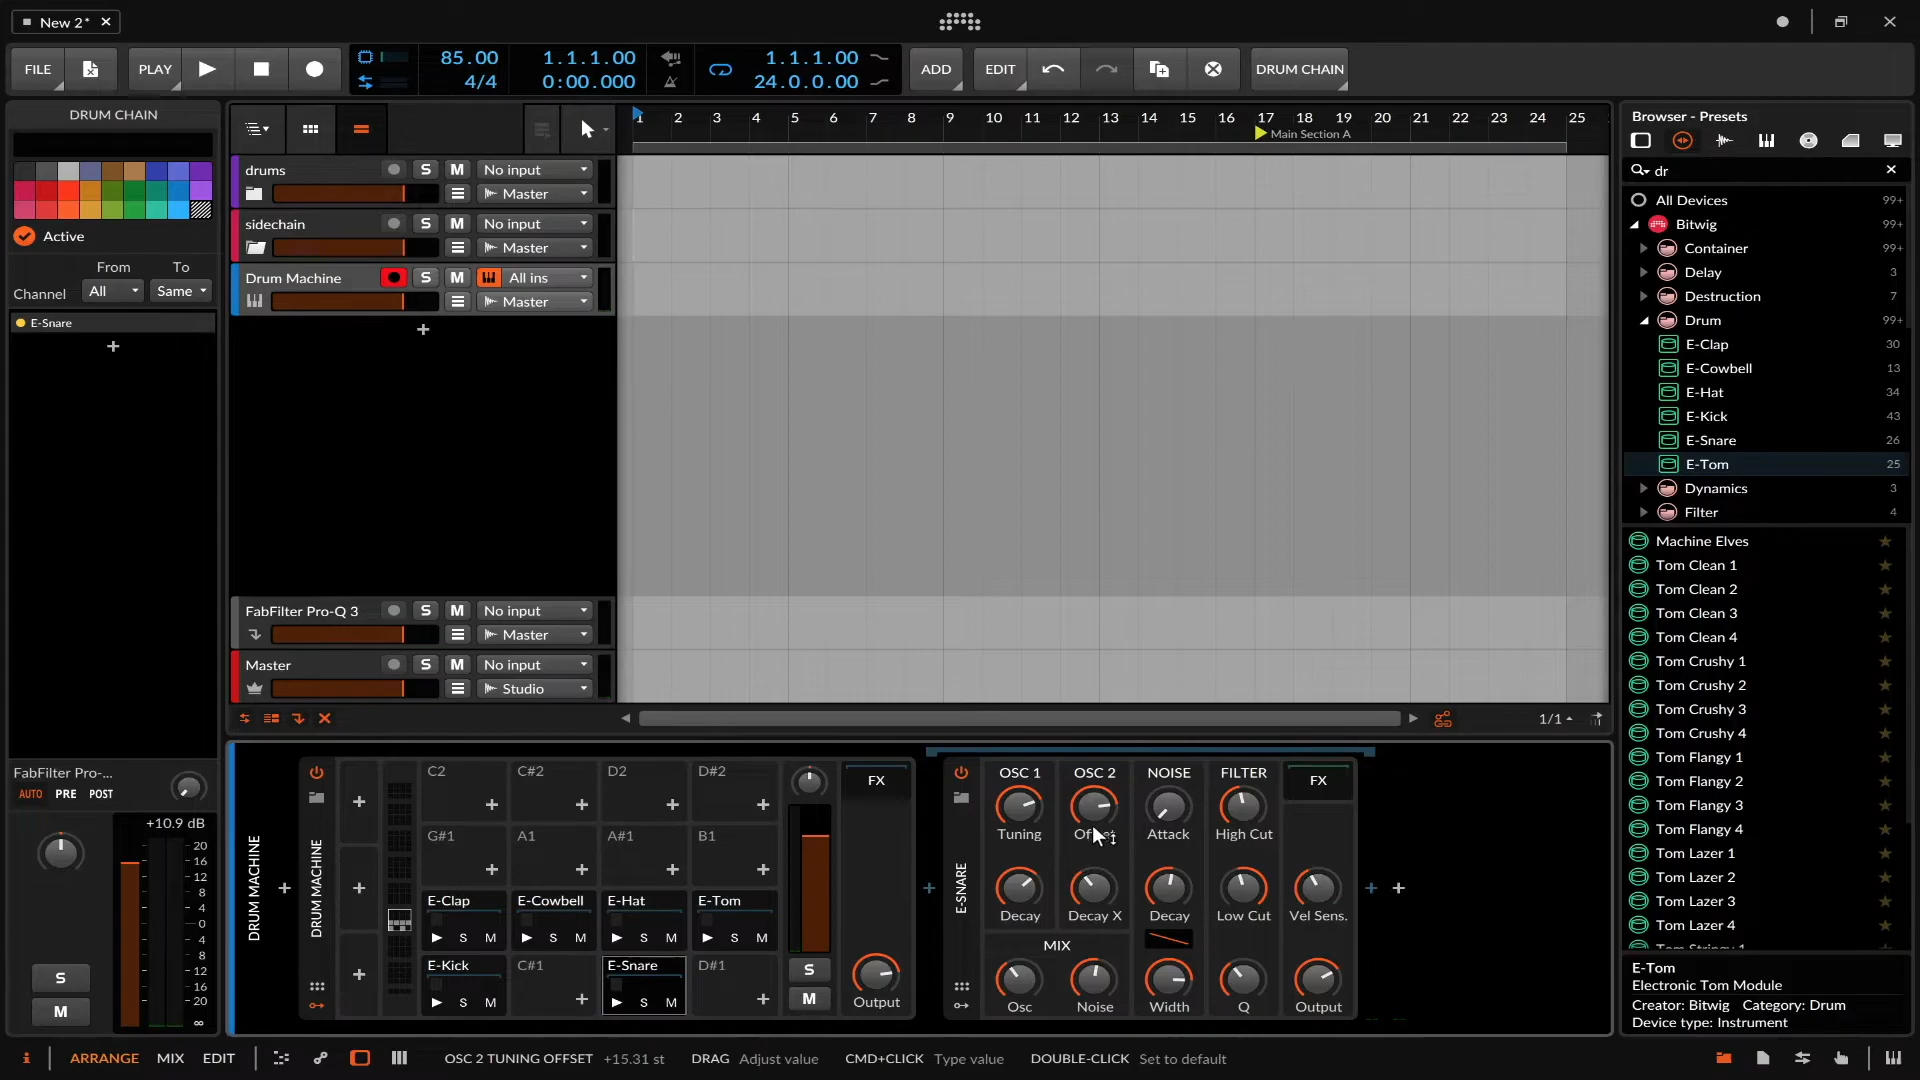 New 2*
FILE
PLAY
85.00
4/4
1.1.1.00
0:00.000
1.1.1.00
24.0.0.00
ADD
EDIT
DRUM CHAIN
DRUM CHAIN
Active
From
To
Channel
All
Same
E-Snare
1 2 3 4 5 6 7 8 9 10 11 12 13 14 15 16 17 18 19 20 21 22 23 24 25
Main Section A
drums
S M
No input
Master
sidechain
S M
No input
Master
Drum Machine
S M
All ins
Master
FabFilter Pro-Q 3
S M
No input
Master
Master
S M
No input
Studio
1/1
Browser - Presets
dr
All Devices 99+
Bitwig 99+
Container 99+
Delay 3
Destruction 7
Drum 99+
E-Clap 30
E-Cowbell 13
E-Hat 34
E-Kick 43
E-Snare 26
E-Tom 25
Dynamics 3
Filter 4
Machine Elves
Tom Clean 1
Tom Clean 2
Tom Clean 3
Tom Clean 4
Tom Crushy 1
Tom Crushy 2
Tom Crushy 3
Tom Crushy 4
Tom Flangy 1
Tom Flangy 2
Tom Flangy 3
Tom Flangy 4
Tom Lazer 1
Tom Lazer 2
Tom Lazer 3
Tom Lazer 4
E-Tom
Electronic Tom Module
Creator: Bitwig Category: Drum
Device type: Instrument
FabFilter Pro-...
AUTO PRE POST
+10.9 dB
20
16
12
8
4
0
4
8
12
16
20
∞
S
M
DRUM MACHINE
DRUM MACHINE
C2 C#2 D2 D#2
G#1 A1 A#1 B1
E-Clap E-Cowbell E-Hat E-Tom
S M S M S M S M
E-Kick C#1 E-Snare D#1
S M S M
S
M
FX
Output
E-SNARE
OSC 1 OSC 2 NOISE FILTER FX
Tuning Attack High Cut
Decay Decay X Decay Low Cut Vel Sens.
MIX
Osc Noise Width Q Output
ARRANGE MIX EDIT
OSC 2 TUNING OFFSET +15.31 st
DRAG Adjust value
CMD+CLICK Type value
DOUBLE-CLICK Set to default